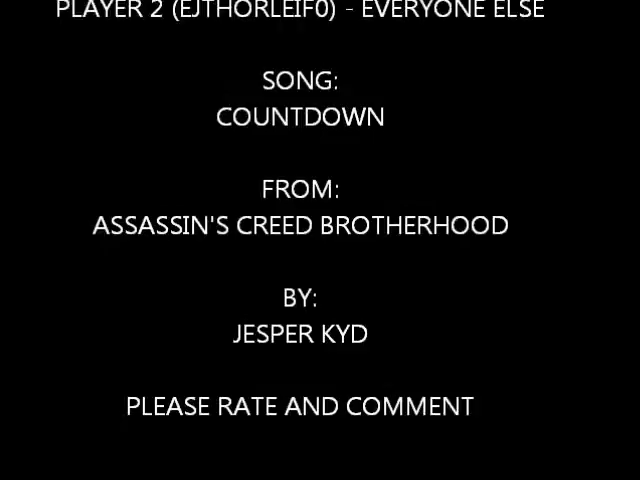 PLAYER 2 (EJTHORLEIF0) - EVERYONE ELSE
SONG:
COUNTDOWN
FROM:
ASSASSIN'S CREED BROTHERHOOD
BY:
JESPER KYD
PLEASE RATE AND COMMENT